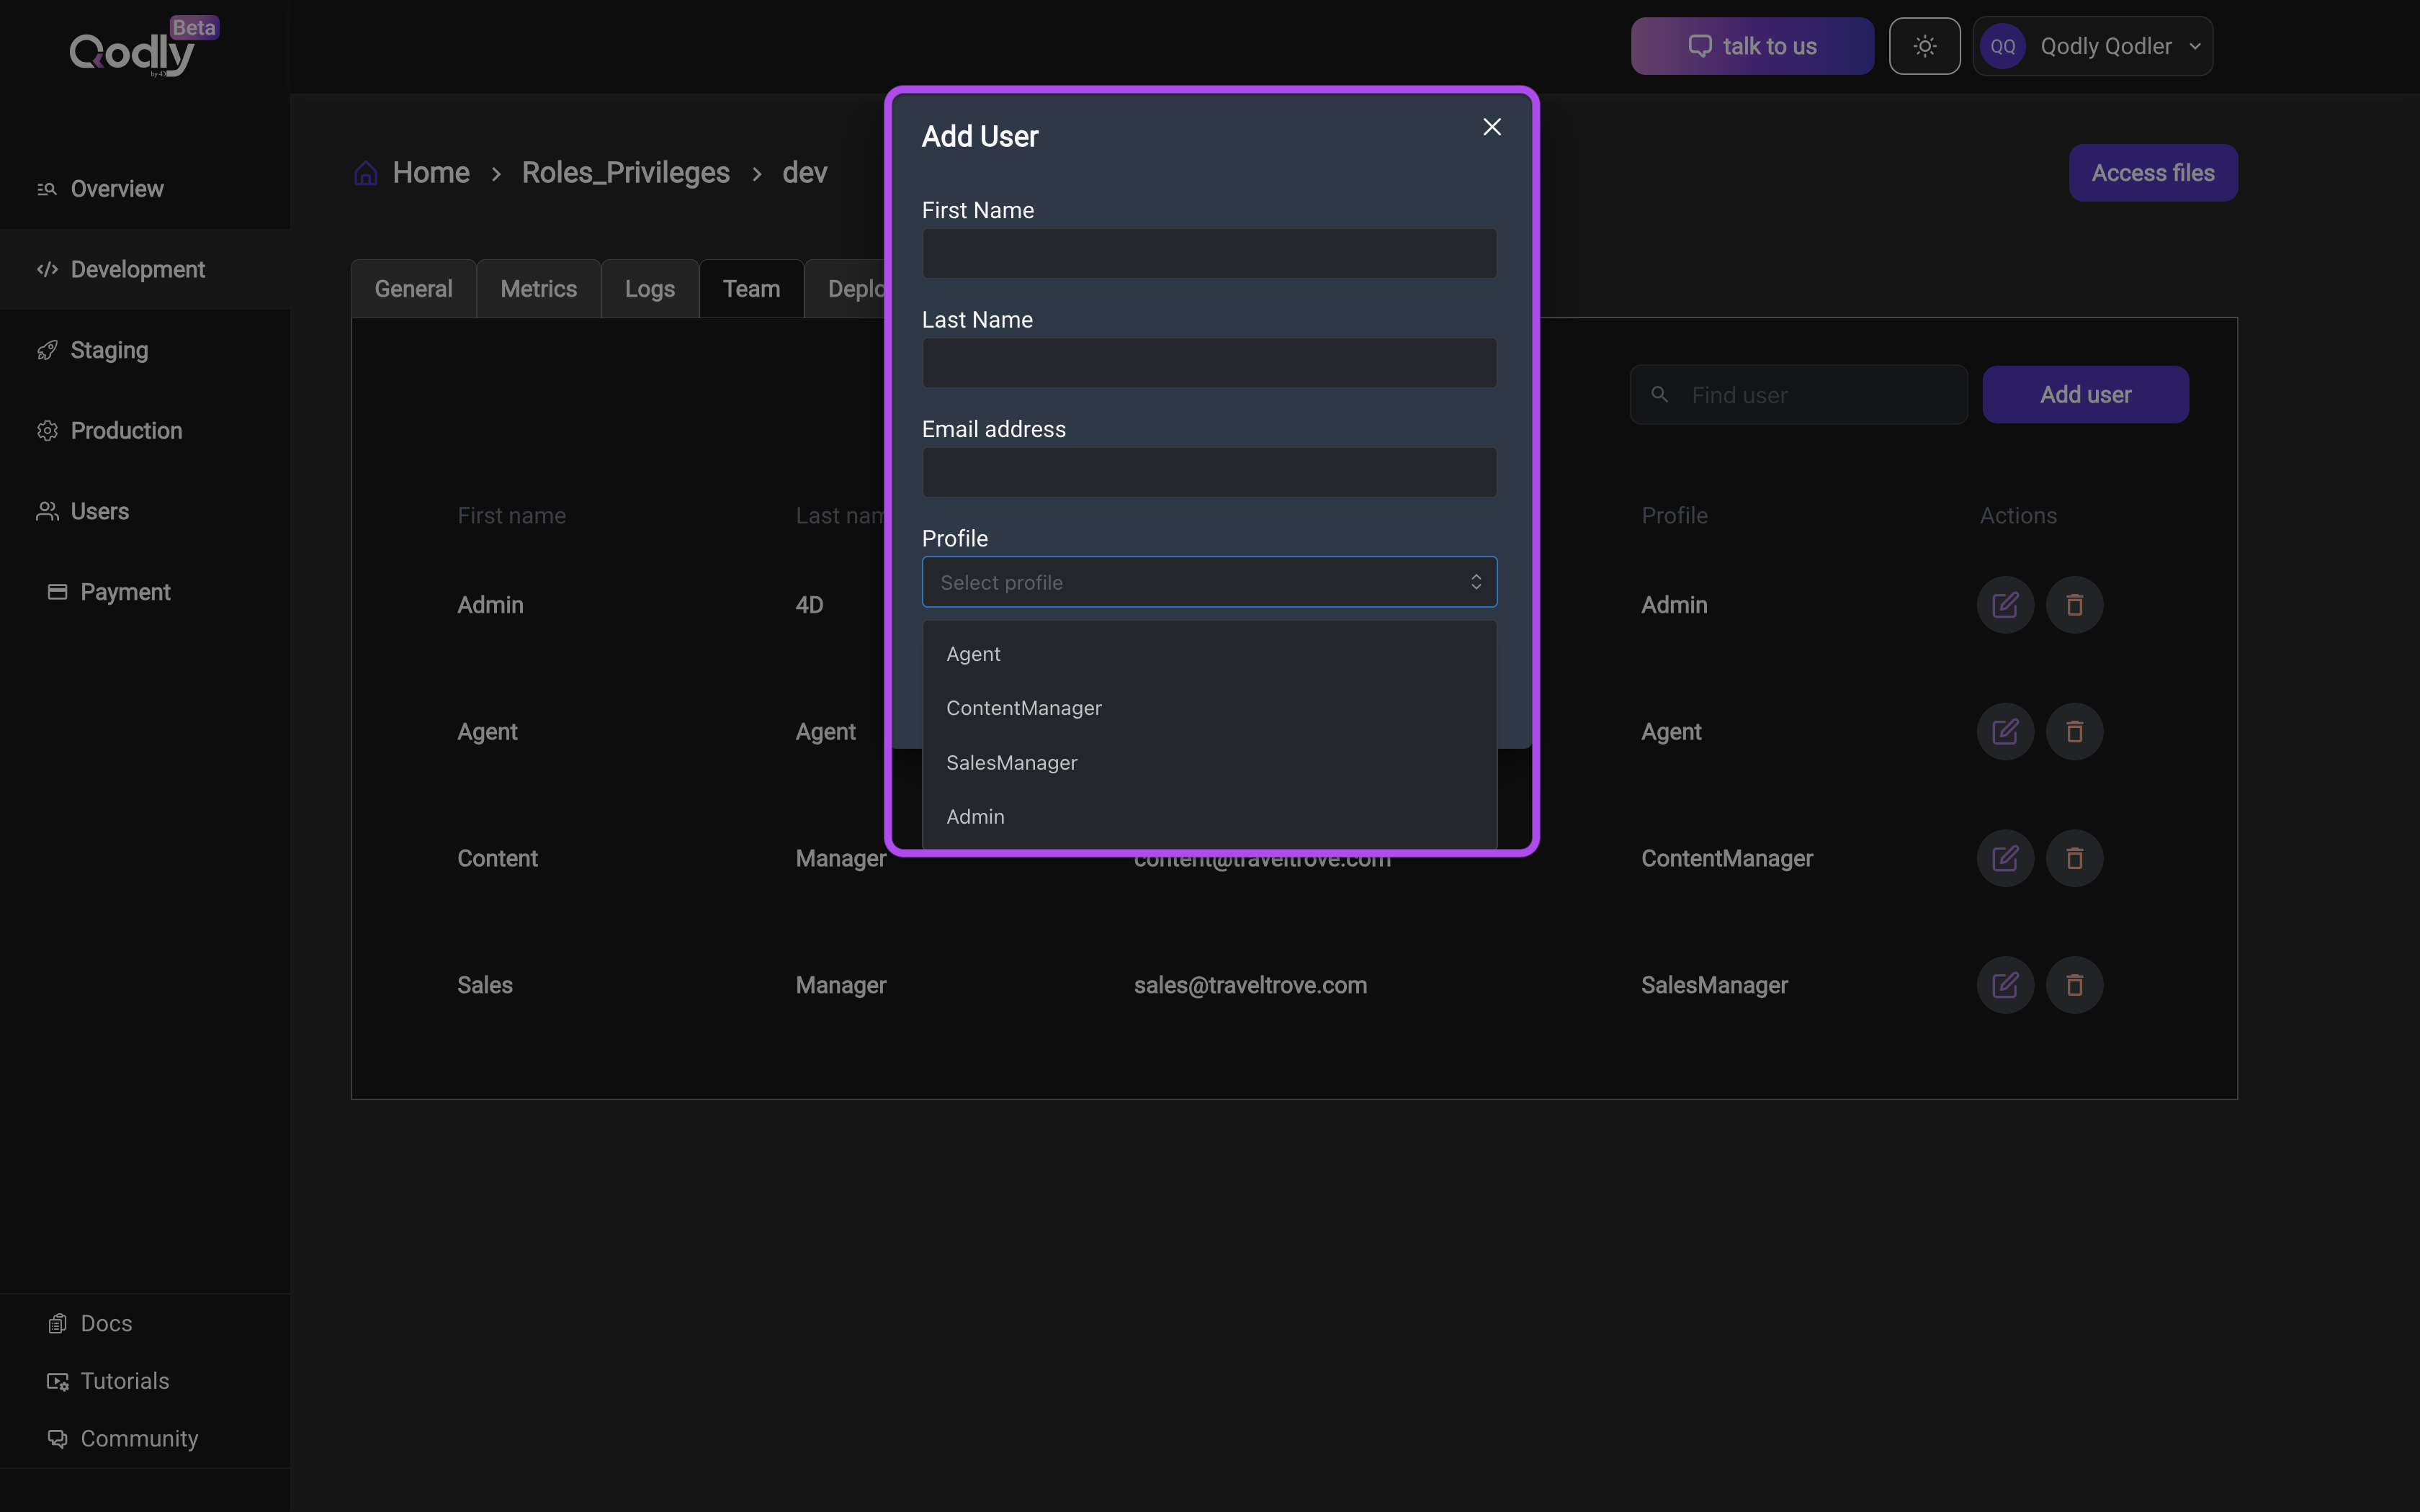 Qodly Beta
by 4D
talk to us
QQ Qodly Qodler
Overview
Development
Staging
Production
Users
Payment
Docs
Tutorials
Community
Home > Roles_Privileges > dev
Access files
General Metrics Logs Team Deplo
Find user
Add user
First name Last nam Profile Actions
Admin 4D Admin
Agent Agent Agent
Content Manager content@traveltrove.com ContentManager
Sales Manager sales@traveltrove.com SalesManager
Add User
First Name
Last Name
Email address
Profile
Select profile
Agent
ContentManager
SalesManager
Admin